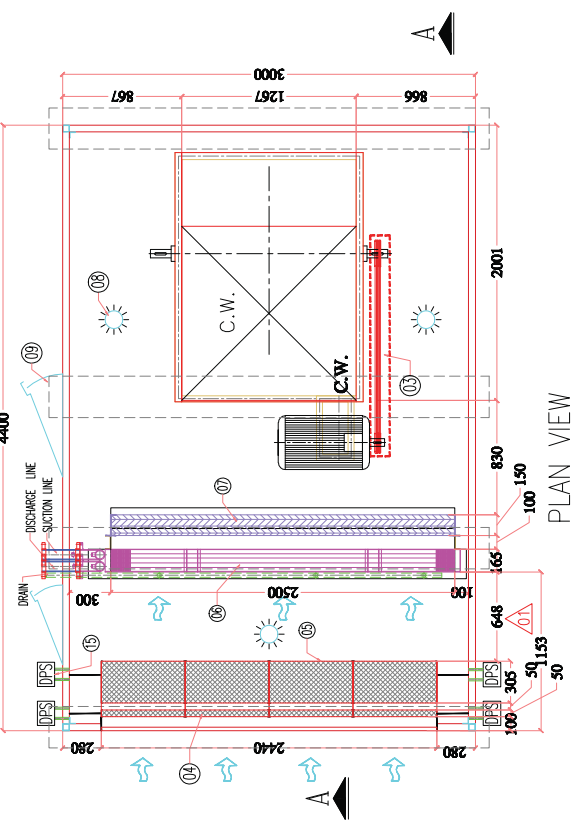 A
3000
867
1267
866
4400
C.W.
08
09
2001
C.W.
03
830
DISCHARGE LINE
SUCTION LINE
DRAIN
07
150
100
165
06
300
2500
100
648
01
1153
15
DPS
DPS
DPS
DPS
05
305
50
50
100
04
280
2440
280
A
PLAN VIEW